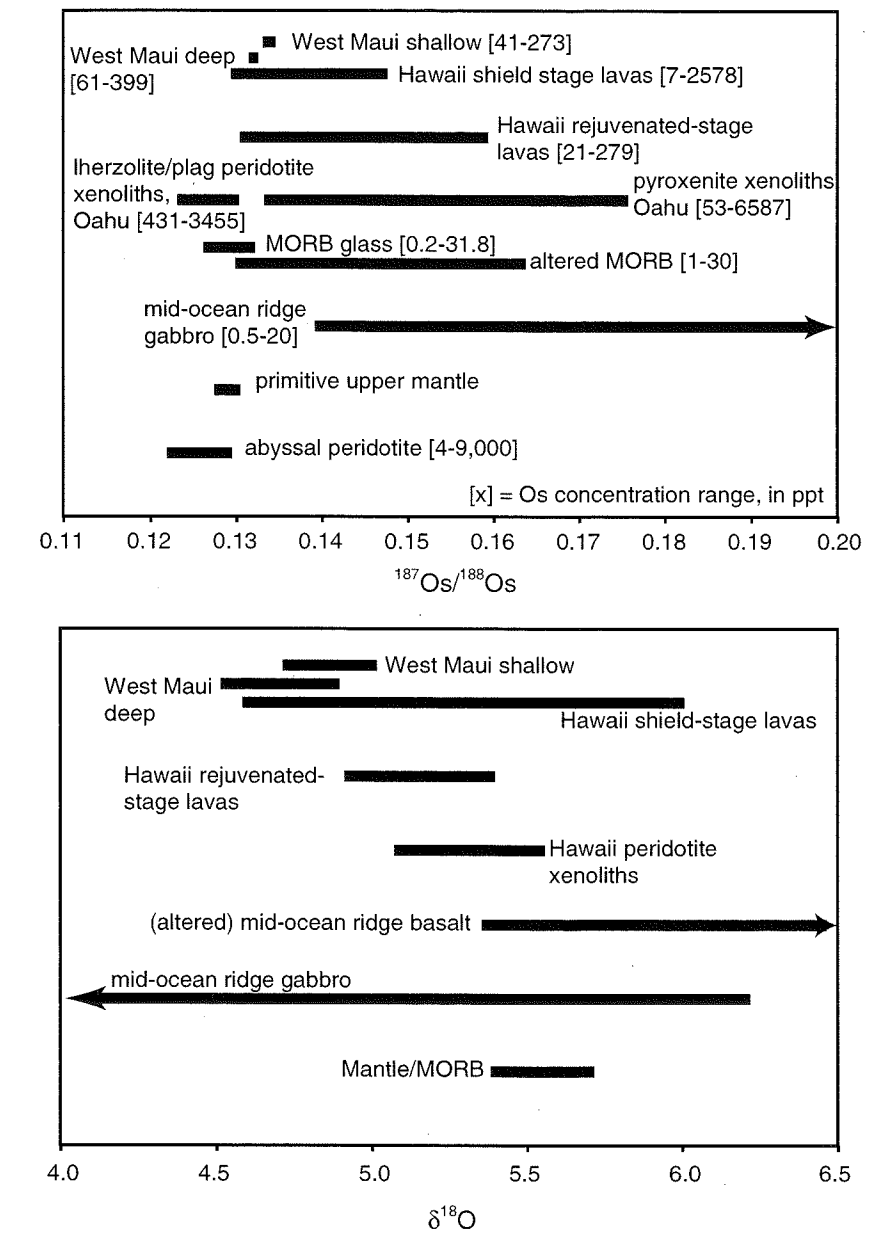 West Maui shallow [41-273]
West Maui deep
[61-399]
Hawaii shield stage lavas [7-2578]
Hawaii rejuvenated-stage
lavas [21-279]
lherzolite/plag peridotite
xenoliths,
Oahu [431-3455]
pyroxenite xenoliths
Oahu [53-6587]
MORB glass [0.2-31.8]
altered MORB [1-30]
mid-ocean ridge
gabbro [0.5-20]
primitive upper mantle
abyssal peridotite [4-9,000]
[x] = Os concentration range, in ppt
0.11 0.12 0.13 0.14 0.15 0.16 0.17 0.18 0.19 0.20
¹⁸⁷Os/¹⁸⁸Os
West Maui shallow
West Maui
deep
Hawaii shield-stage lavas
Hawaii rejuvenated-
stage lavas
Hawaii peridotite
xenoliths
(altered) mid-ocean ridge basalt
mid-ocean ridge gabbro
Mantle/MORB
4.0 4.5 5.0 5.5 6.0 6.5
δ¹⁸O